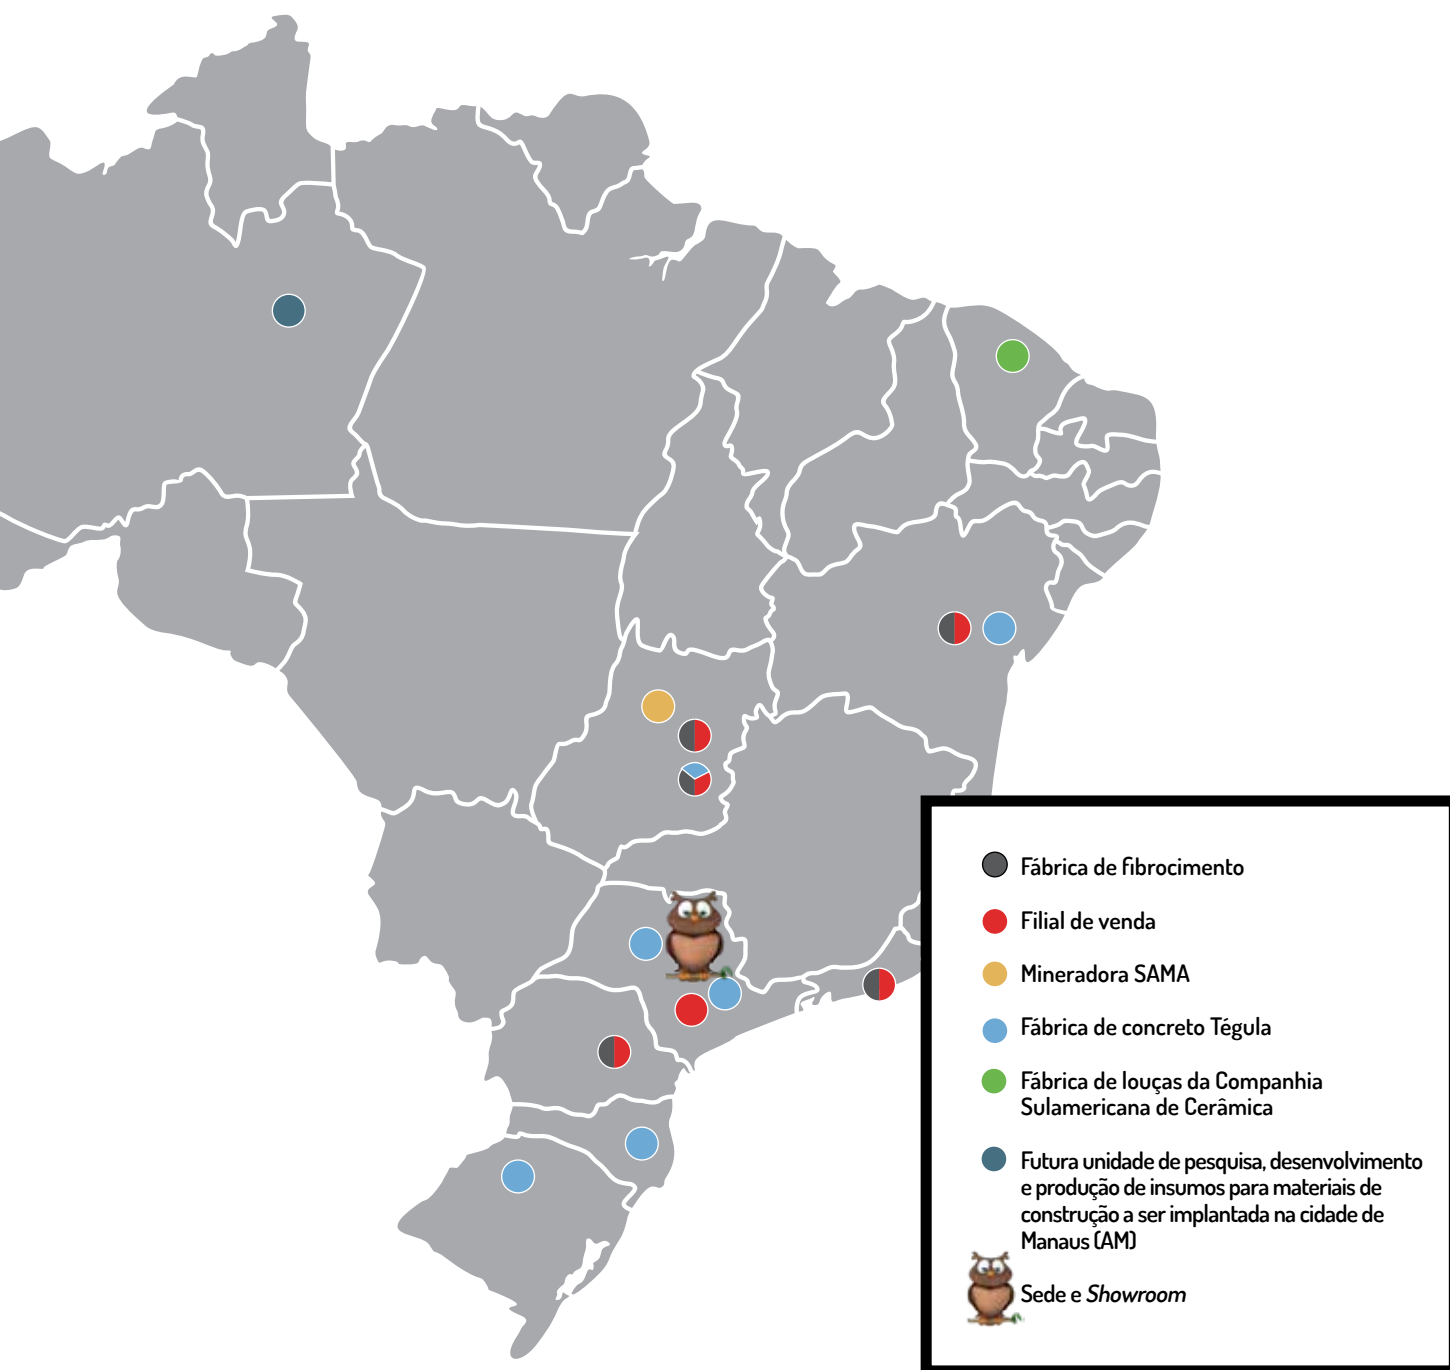 Fábrica de fibrocimento
Filial de venda
Mineradora SAMA
Fábrica de concreto Tégula
Fábrica de louças da Companhia
Sulamericana de Cerâmica
Futura unidade de pesquisa, desenvolvimento
e produção de insumos para materiais de
construção a ser implantada na cidade de
Manaus (AM)
Sede e Showroom